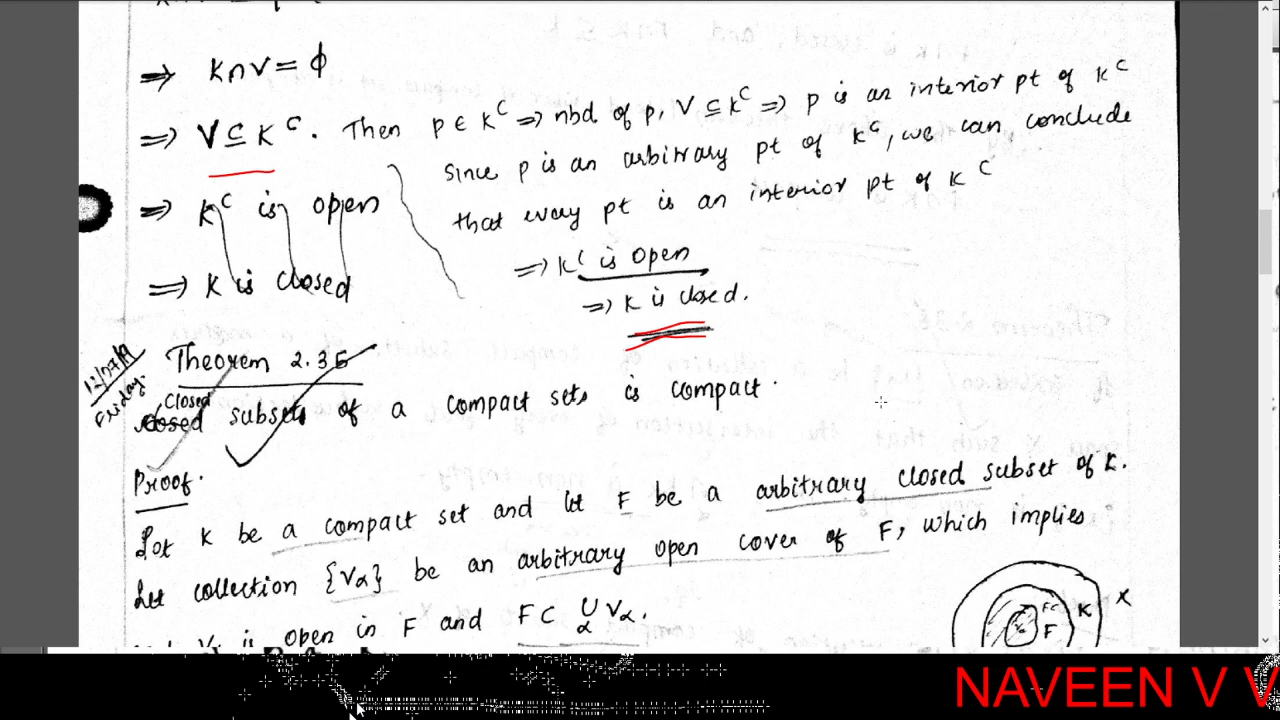 ⇒ K∩V = ϕ
⇒ V ⊆ K^C. Then p ∈ K^C ⇒ nbd of p, V ⊆ K^C ⇒ p is an interior pt of K^C
Since p is an arbitrary pt of K^C, we can conclude
that every pt is an interior pt of K^C
⇒ K^C is open
⇒ K^C is open
⇒ K is closed
⇒ K is closed.
12/07/19
Friday.
Theorem 2.35
Closed
closed subsets of a compact sets is compact.
Proof.
Let K be a compact set and let F be a arbitrary closed subset of K.
Let collection {Vα} be an arbitrary open cover of F, which implies
is open in F and F ⊂ ∪α Vα.
F^C K X
F
NAVEEN V V